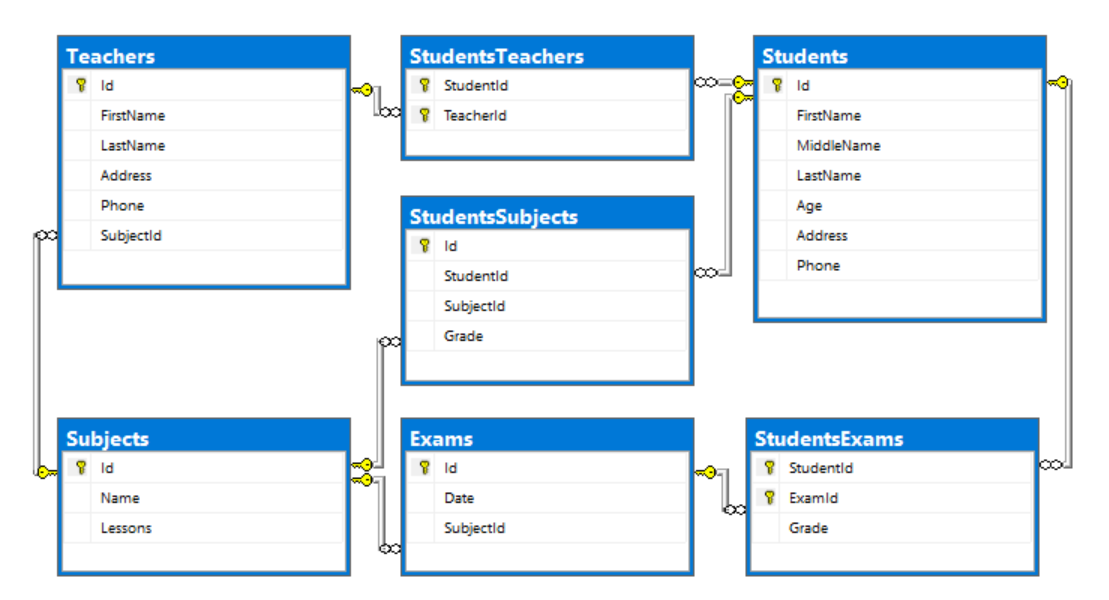 Teachers
Id
FirstName
LastName
Address
Phone
SubjectId
StudentsTeachers
StudentId
TeacherId
Students
Id
FirstName
MiddleName
LastName
Age
Address
Phone
StudentsSubjects
Id
StudentId
SubjectId
Grade
Subjects
Id
Name
Lessons
Exams
Id
Date
SubjectId
StudentsExams
StudentId
ExamId
Grade